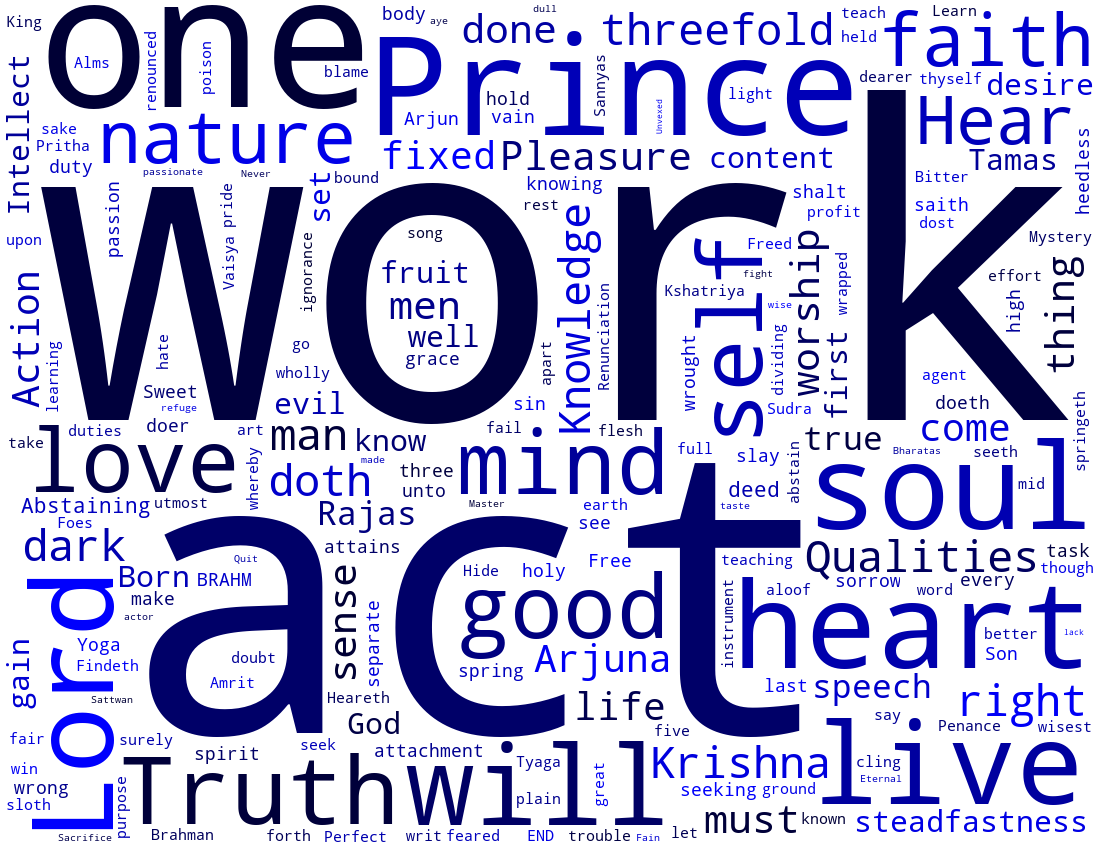 King
one
body
aye
dull
done
threefold
teach
Learn
held
faith
Alms
renounced
poison
blame
Prince
Arjun
hold
vain
Sannyas
Unvexed
light
dearer
thyself
desire
Intellect
sake
Pritha
duty
nature
passionate
Never
set
bound
fixed
Pleasure
knowing
rest
content
shalt
profit
Hear
Tamas
Bitter
saith
dost
heedless
upon
passion
Vaisya
pride
ignorance
work
song
fruit
men
well
grace
Knowledge
Renunciation
apart
self
Freed
fight
Kshatriya
wise
worship
wrapped
Mystery
effort
high
thing
Action
learning
hate
go
wholly
Sweet
refuge
doer
evil
sin
wrought
dividing
Sudra
first
agent
doeth
come
springeth
take
duties
art
love
man
know
made
fail
flesh
mind
three
unto
full
slay
true
abstain
Bharatas
seeth
mid
soul
whereby
doth
Abstaining
utmost
Foes
Rajas
Master
earth
see
deed
taste
dark
Born
BRAHM
Quit
attains
act
Hide
holy
Free
teaching
Qualities
task
though
make
actor
sense
separate
good
instrument
sorrow
aloof
word
every
heart
lack
Lord
Yoga
Findeth
Sattwan
gain
doubt
Amrit
Heareth
spring
Arjuna
better
Son
God
life
last
speech
right
fair
surely
spirit
seek
attachment
five
say
Penance
wisest
win
wrong
sloth
purpose
Truth
will
Tyaga
plain
great
Krishna
seeking
ground
cling
Eternal
live
Sacrifice
Brahman
forth
Perfect
writ
feared
END
trouble
Fain
let
must
known
steadfastness